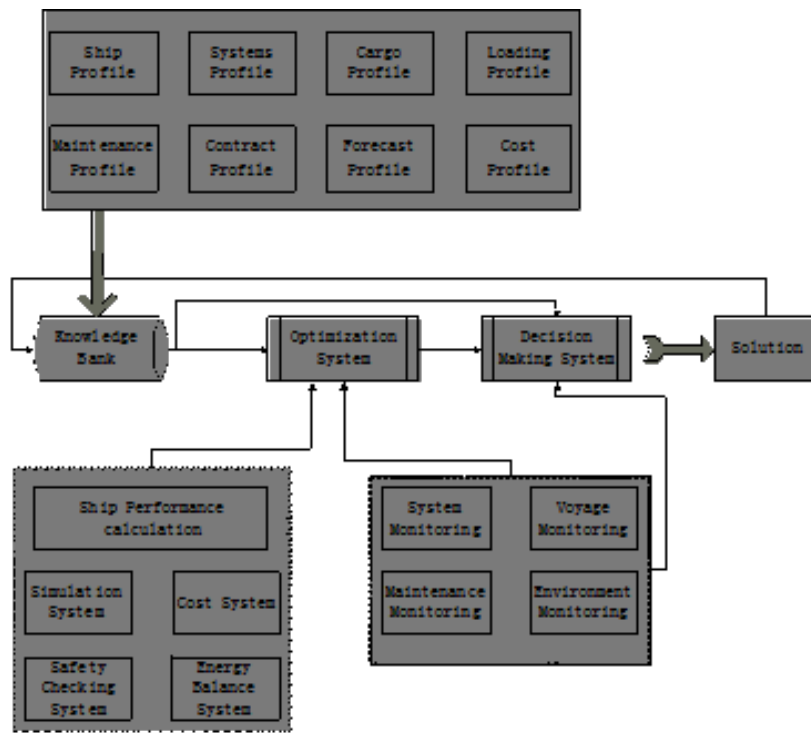 Ship
Profile
Systems
Profile
Cargo
Profile
Loading
Profile
Maintenance
Profile
Contract
Profile
Forecast
Profile
Cost
Profile
Knowledge
Bank
Optimization
System
Decision
Making System
Solution
Ship Performance
calculation
Simulation
System
Cost System
Safety
Checking
System
Energy
Balance
System
System
Monitoring
Voyage
Monitoring
Maintenance
Monitoring
Environment
Monitoring